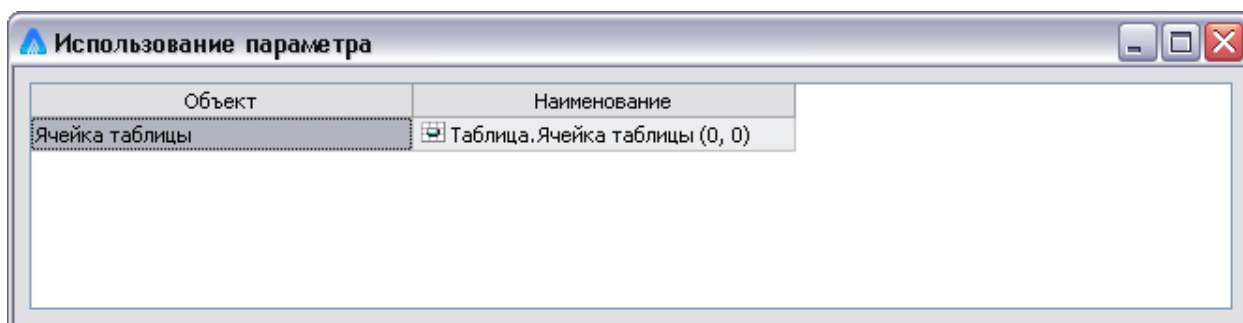 Использование параметра
Объект Наименование
Ячейка таблицы Таблица.Ячейка таблицы (0, 0)